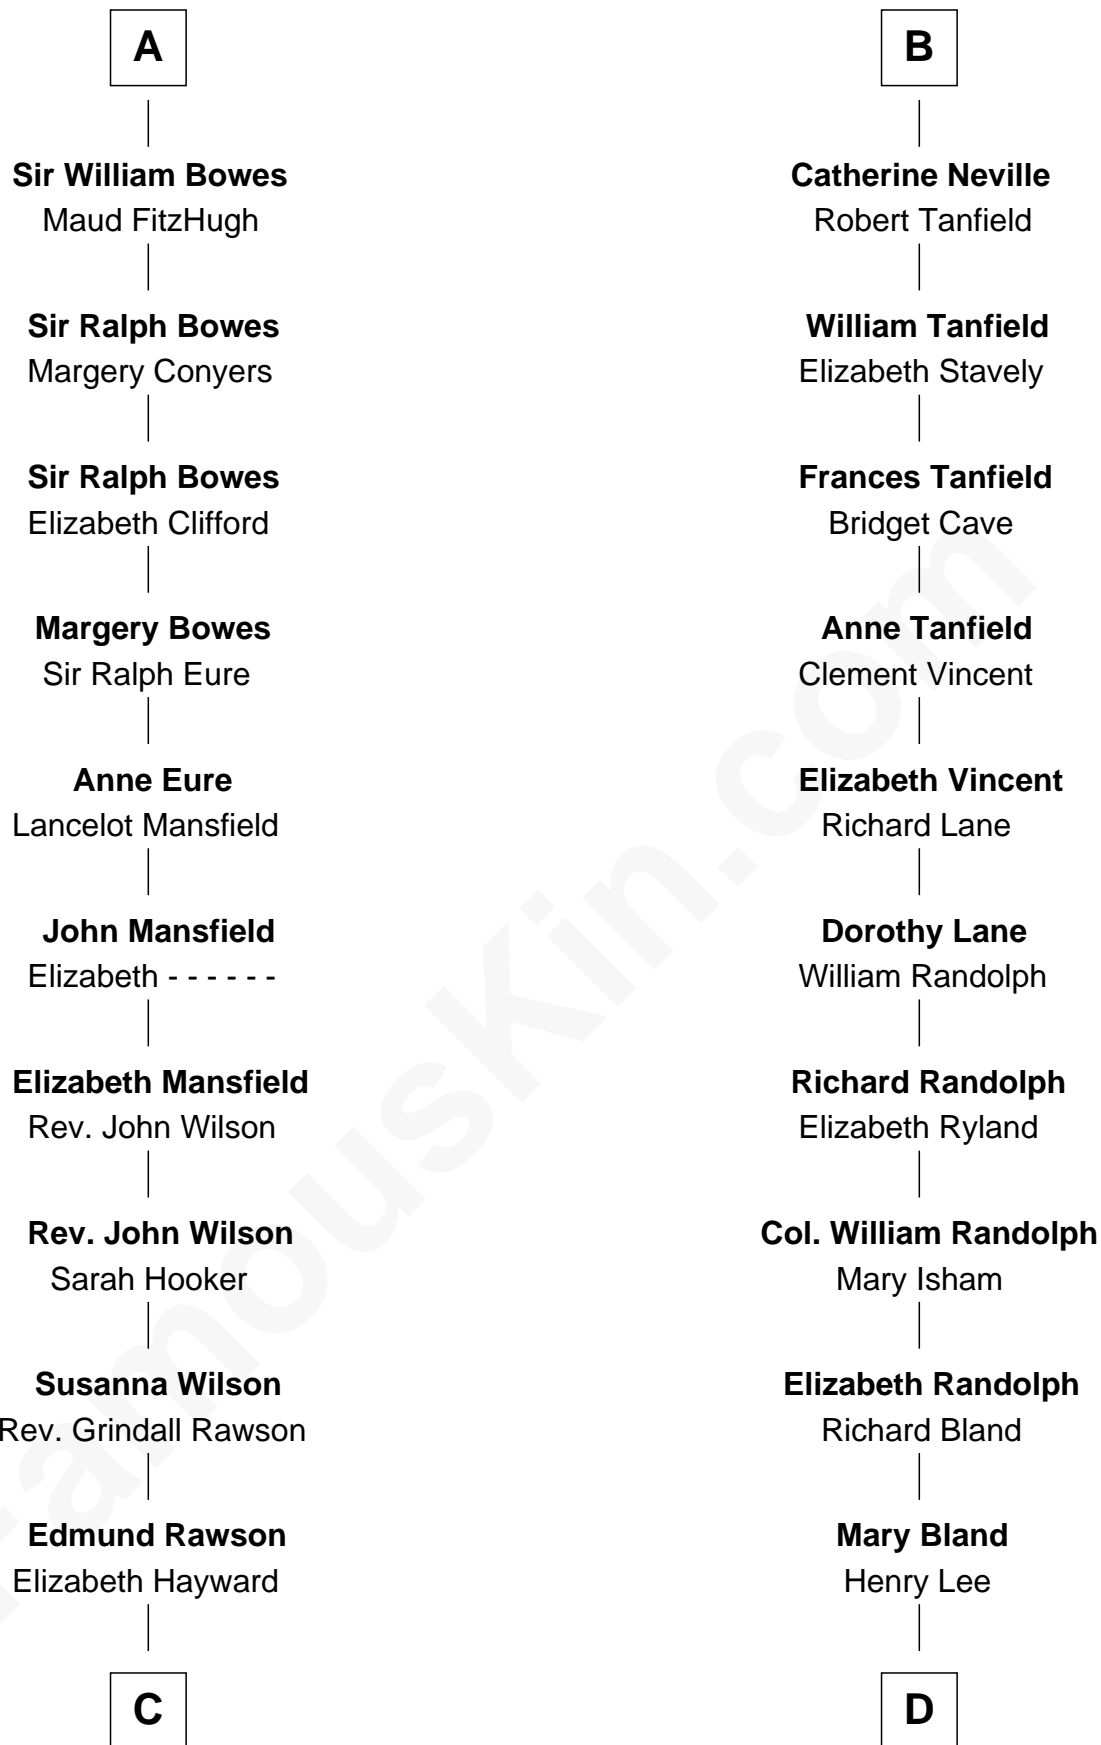 A
Sir William Bowes
Maud FitzHugh
Sir Ralph Bowes
Margery Conyers
Sir Ralph Bowes
Elizabeth Clifford
Margery Bowes
Sir Ralph Eure
Anne Eure
Lancelot Mansfield
John Mansfield
Elizabeth - - - - - -
Elizabeth Mansfield
Rev. John Wilson
Rev. John Wilson
Sarah Hooker
Susanna Wilson
Rev. Grindall Rawson
Edmund Rawson
Elizabeth Hayward
C
B
Catherine Neville
Robert Tanfield
William Tanfield
Elizabeth Stavely
Frances Tanfield
Bridget Cave
Anne Tanfield
Clement Vincent
Elizabeth Vincent
Richard Lane
Dorothy Lane
William Randolph
Richard Randolph
Elizabeth Ryland
Col. William Randolph
Mary Isham
Elizabeth Randolph
Richard Bland
Mary Bland
Henry Lee
D
FamousKin.com